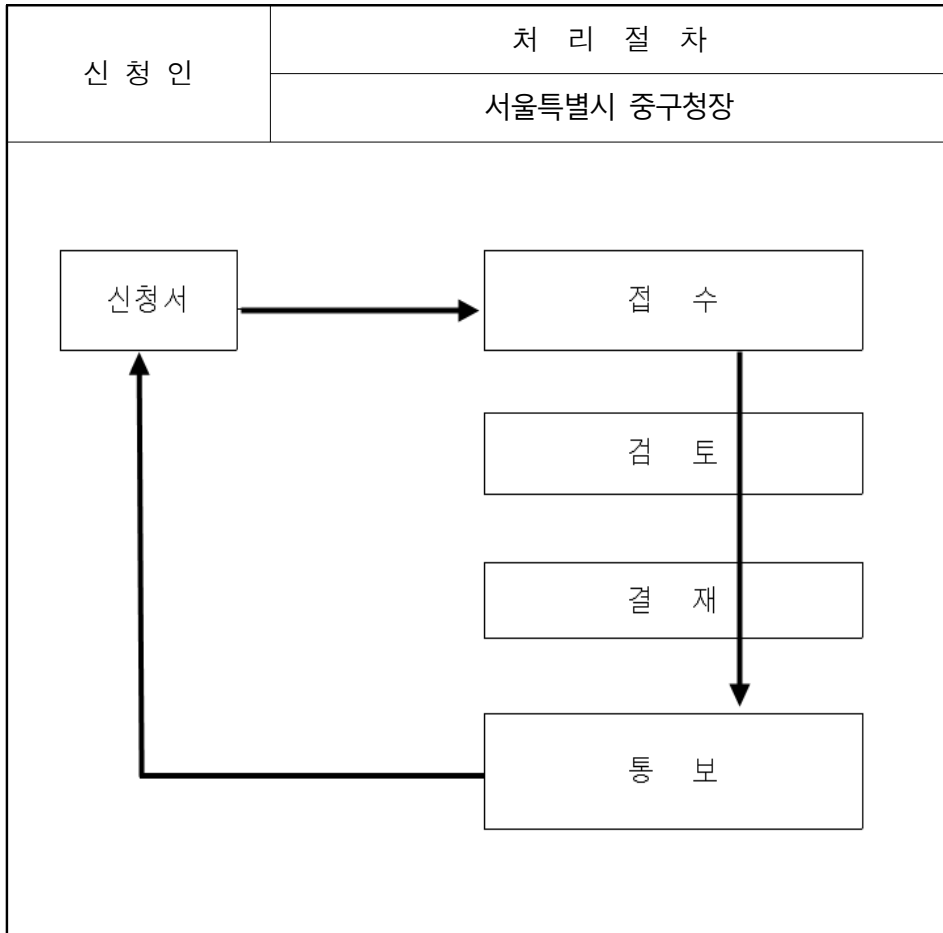 신 청 인
처 리 절 차
서울특별시 중구청장
신청서
접 수
검 토
결 재
통 보